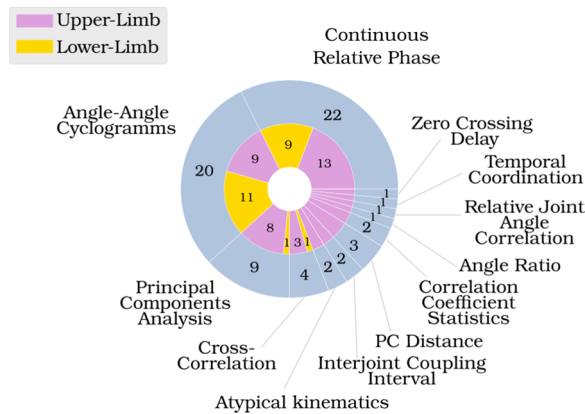 Upper-Limb
Lower-Limb
Continuous
Relative Phase
Angle-Angle
Cyclogramms
Zero Crossing
Delay
Temporal
Coordination
Relative Joint
Angle
Correlation
Angle Ratio
Correlation
Coefficient
Statistics
PC Distance
Interjoint Coupling
Interval
Atypical kinematics
Cross-
Correlation
Principal
Components
Analysis
22
20
9
4
2
2
3
2
1
1
1
1
13
9
9
11
8
1
3
1